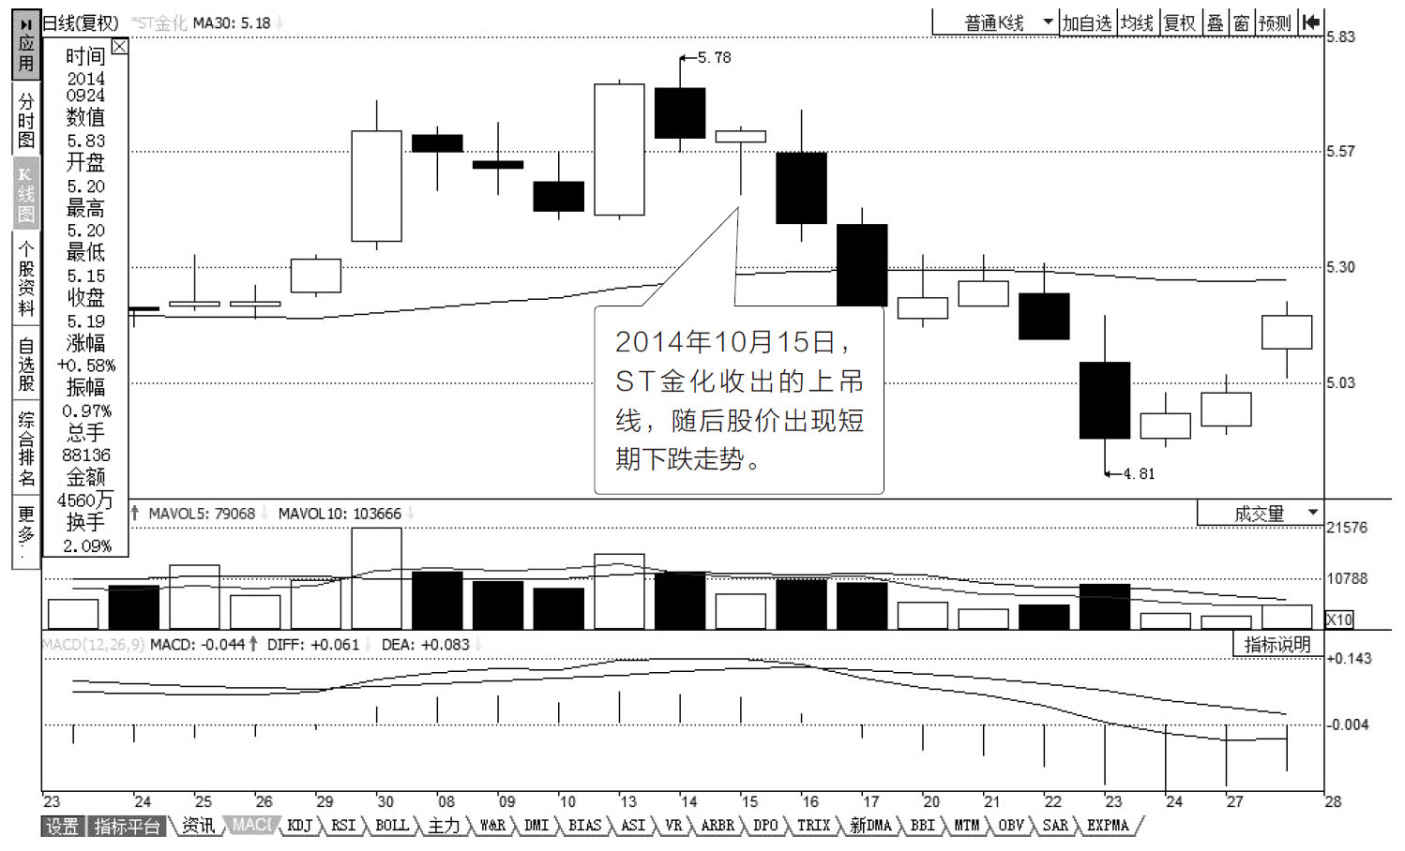 日线(复权) *ST金化 MA30: 5.18
普通K线 加自选 均线 复权 叠 窗 预测
应用
分时图
K线图
个股资料
自选股
综合排名
更多
时间
2014
0924
数值
5.83
开盘
5.20
最高
5.20
最低
5.15
收盘
5.19
涨幅
+0.58%
振幅
0.97%
总手
88136
金额
4560万
换手
2.09%
5.78
2014年10月15日，
ST金化收出的上吊
线，随后股价出现短
期下跌走势。
4.81
5.83
5.57
5.30
5.03
MAVOL5: 79068 MAVOL10: 103666
成交量
21576
10788
X10
MACD(12,26,9) MACD: -0.044 DIFF: +0.061 DEA: +0.083
指标说明
+0.143
-0.004
23 24 25 26 29 30 08 09 10 13 14 15 16 17 20 21 22 23 24 27 28
设置 指标平台 资讯 MACD KDJ RSI BOLL 主力 W&R DMI BIAS ASI VR ARBR DPO TRIX 新DMA BBI MTM OBV SAR EXPMA